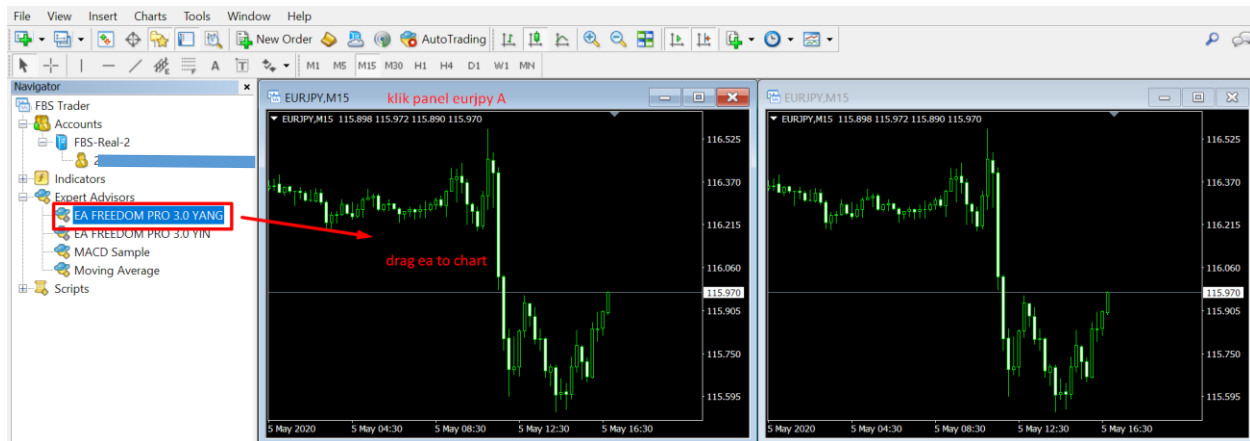 File View Insert Charts Tools Window Help
New Order AutoTrading
A T M1 M5 M15 M30 H1 H4 D1 W1 MN
Navigator
FBS Trader
Accounts
FBS-Real-2
2
Indicators
Expert Advisors
EA FREEDOM PRO 3.0 YANG
EA FREEDOM PRO 3.0 YIN
MACD Sample
Moving Average
Scripts
EURJPY,M15 klik panel eurjpy A
EURJPY,M15 115.898 115.972 115.890 115.970
116.525
116.370
116.215
116.060
115.970
115.905
115.750
115.595
drag ea to chart
5 May 2020 5 May 04:30 5 May 08:30 5 May 12:30 5 May 16:30
EURJPY,M15
EURJPY,M15 115.898 115.972 115.890 115.970
116.525
116.370
116.215
116.060
115.970
115.905
115.750
115.595
5 May 2020 5 May 04:30 5 May 08:30 5 May 12:30 5 May 16:30